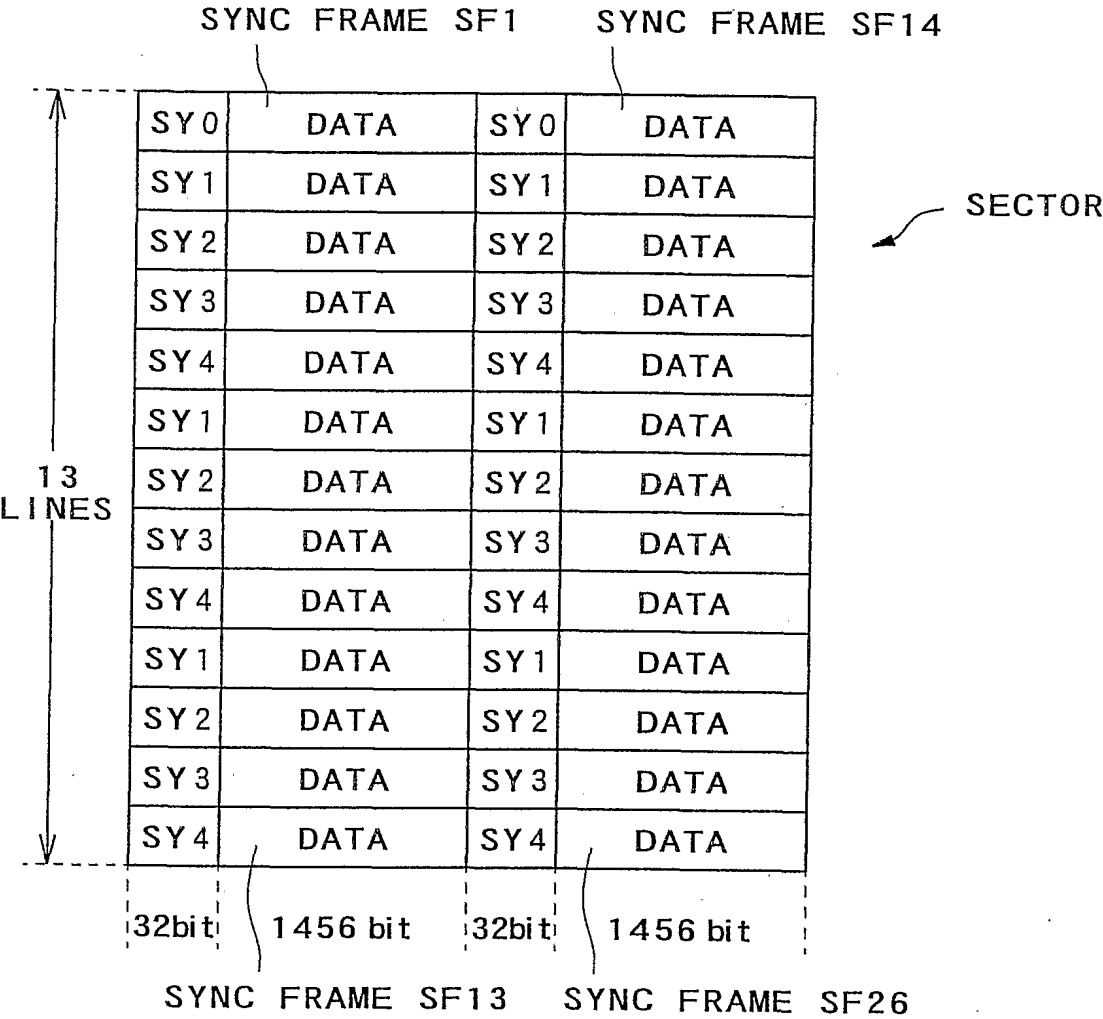 SYNC FRAME SF1 SYNC FRAME SF14
SY0 DATA SY0 DATA
SY1 DATA SY1 DATA
SECTOR
SY2 DATA SY2 DATA
SY3 DATA SY3 DATA
SY4 DATA SY4 DATA
SY1 DATA SY1 DATA
13
LINES
SY2 DATA SY2 DATA
SY3 DATA SY3 DATA
SY4 DATA SY4 DATA
SY1 DATA SY1 DATA
SY2 DATA SY2 DATA
SY3 DATA SY3 DATA
SY4 DATA SY4 DATA
32bit 1456 bit 32bit 1456 bit
SYNC FRAME SF13 SYNC FRAME SF26